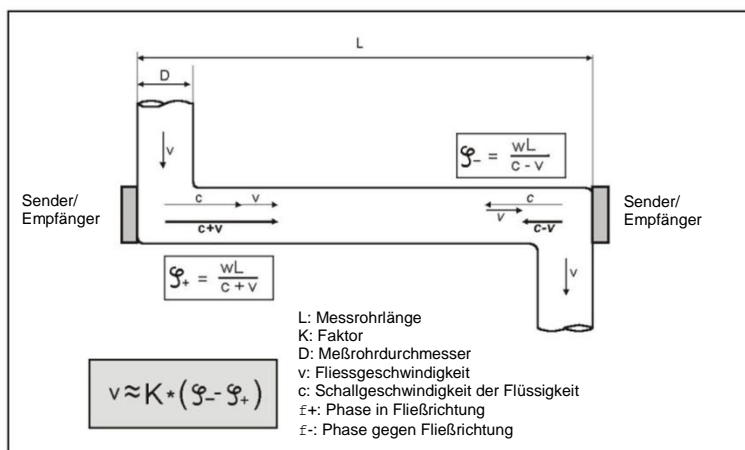 L
D
v
φ₋ = wL / (c - v)
Sender/
Empfänger
c v
c+v
c
v
c-v
Sender/
Empfänger
φ₊ = wL / (c + v)
v
L: Messrohrlänge
K: Faktor
D: Meßrohrdurchmesser
v: Fliessgeschwindigkeit
c: Schallgeschwindigkeit der Flüssigkeit
f+: Phase in Fließrichtung
f-: Phase gegen Fließrichtung
v ≈ K * (φ₋ - φ₊)